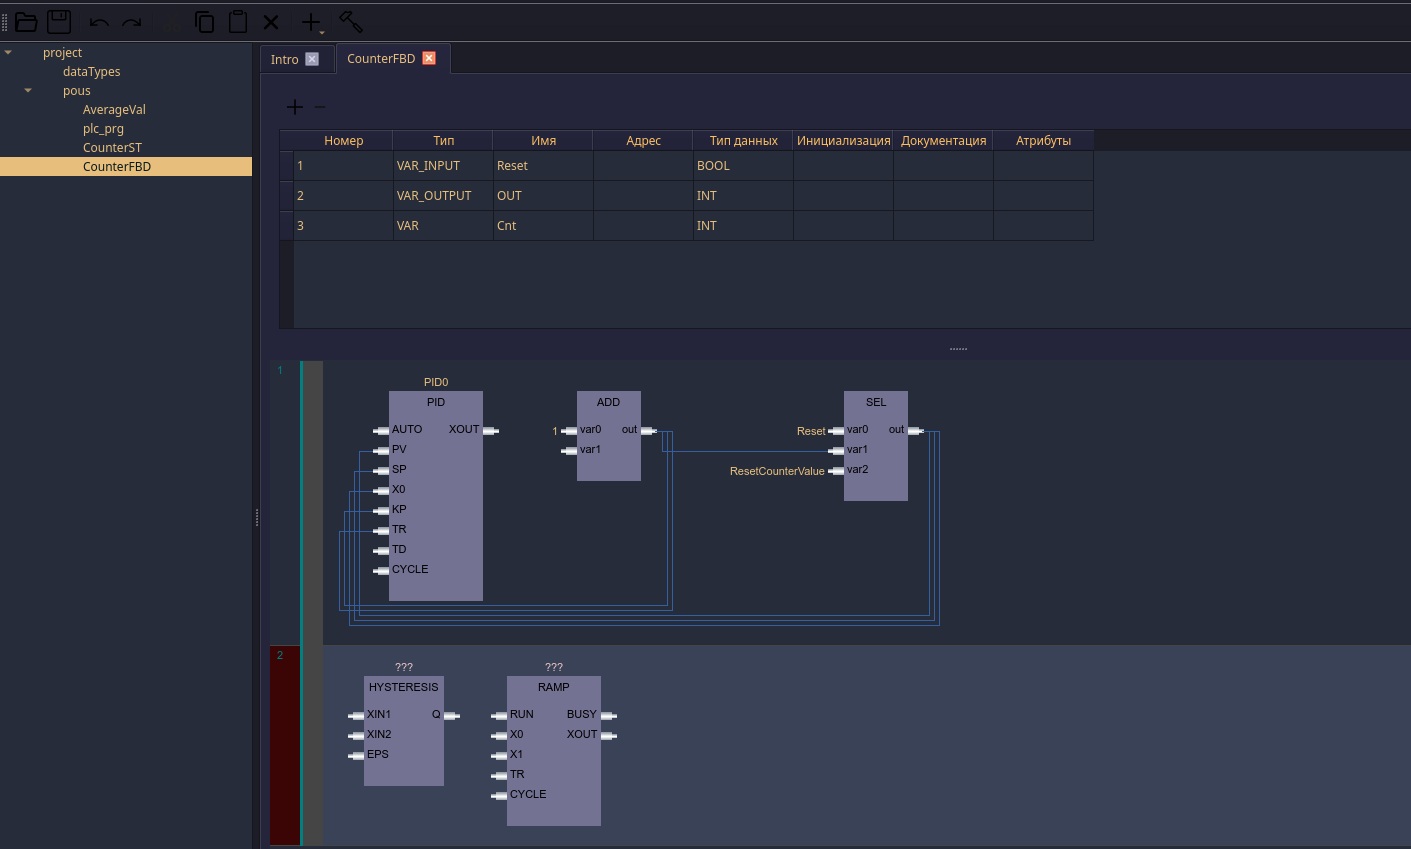 project
dataTypes
pous
AverageVal
plc_prg
CounterST
CounterFBD
Intro CounterFBD
Номер Тип Имя Адрес Тип данных Инициализация Документация Атрибуты
1 VAR_INPUT Reset BOOL
2 VAR_OUTPUT OUT INT
3 VAR Cnt INT
1
PID0
PID ADD SEL
AUTO XOUT 1 var0 out Reset var0 out
PV var1 var1
SP ResetCounterValue var2
X0
KP
TR
TD
CYCLE
2
??? ???
HYSTERESIS RAMP
XIN1 Q RUN BUSY
XIN2 X0 XOUT
EPS X1
TR
CYCLE